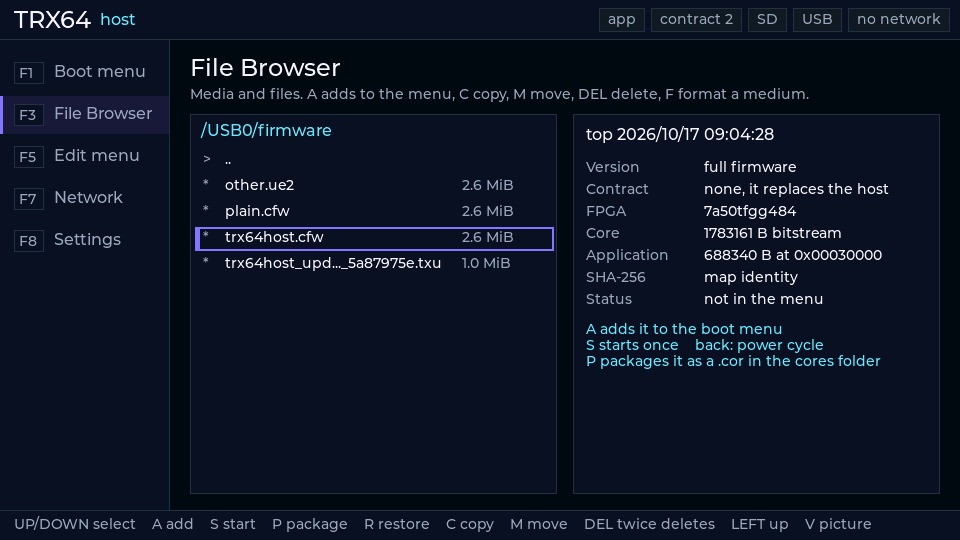 TRX64 host app contract 2 SD USB no network
F1 Boot menu
F3 File Browser
F5 Edit menu
F7 Network
F8 Settings
File Browser
Media and files. A adds to the menu, C copy, M move, DEL delete, F format a medium.
/USB0/firmware
> ..
* other.ue2 2.6 MiB
* plain.cfw 2.6 MiB
* trx64host.cfw 2.6 MiB
* trx64host_upd..._5a87975e.txu 1.0 MiB
top 2026/10/17 09:04:28
Version full firmware
Contract none, it replaces the host
FPGA 7a50tfgg484
Core 1783161 B bitstream
Application 688340 B at 0x00030000
SHA-256 map identity
Status not in the menu
A adds it to the boot menu
S starts once back: power cycle
P packages it as a .cor in the cores folder
UP/DOWN select A add S start P package R restore C copy M move DEL twice deletes LEFT up V picture